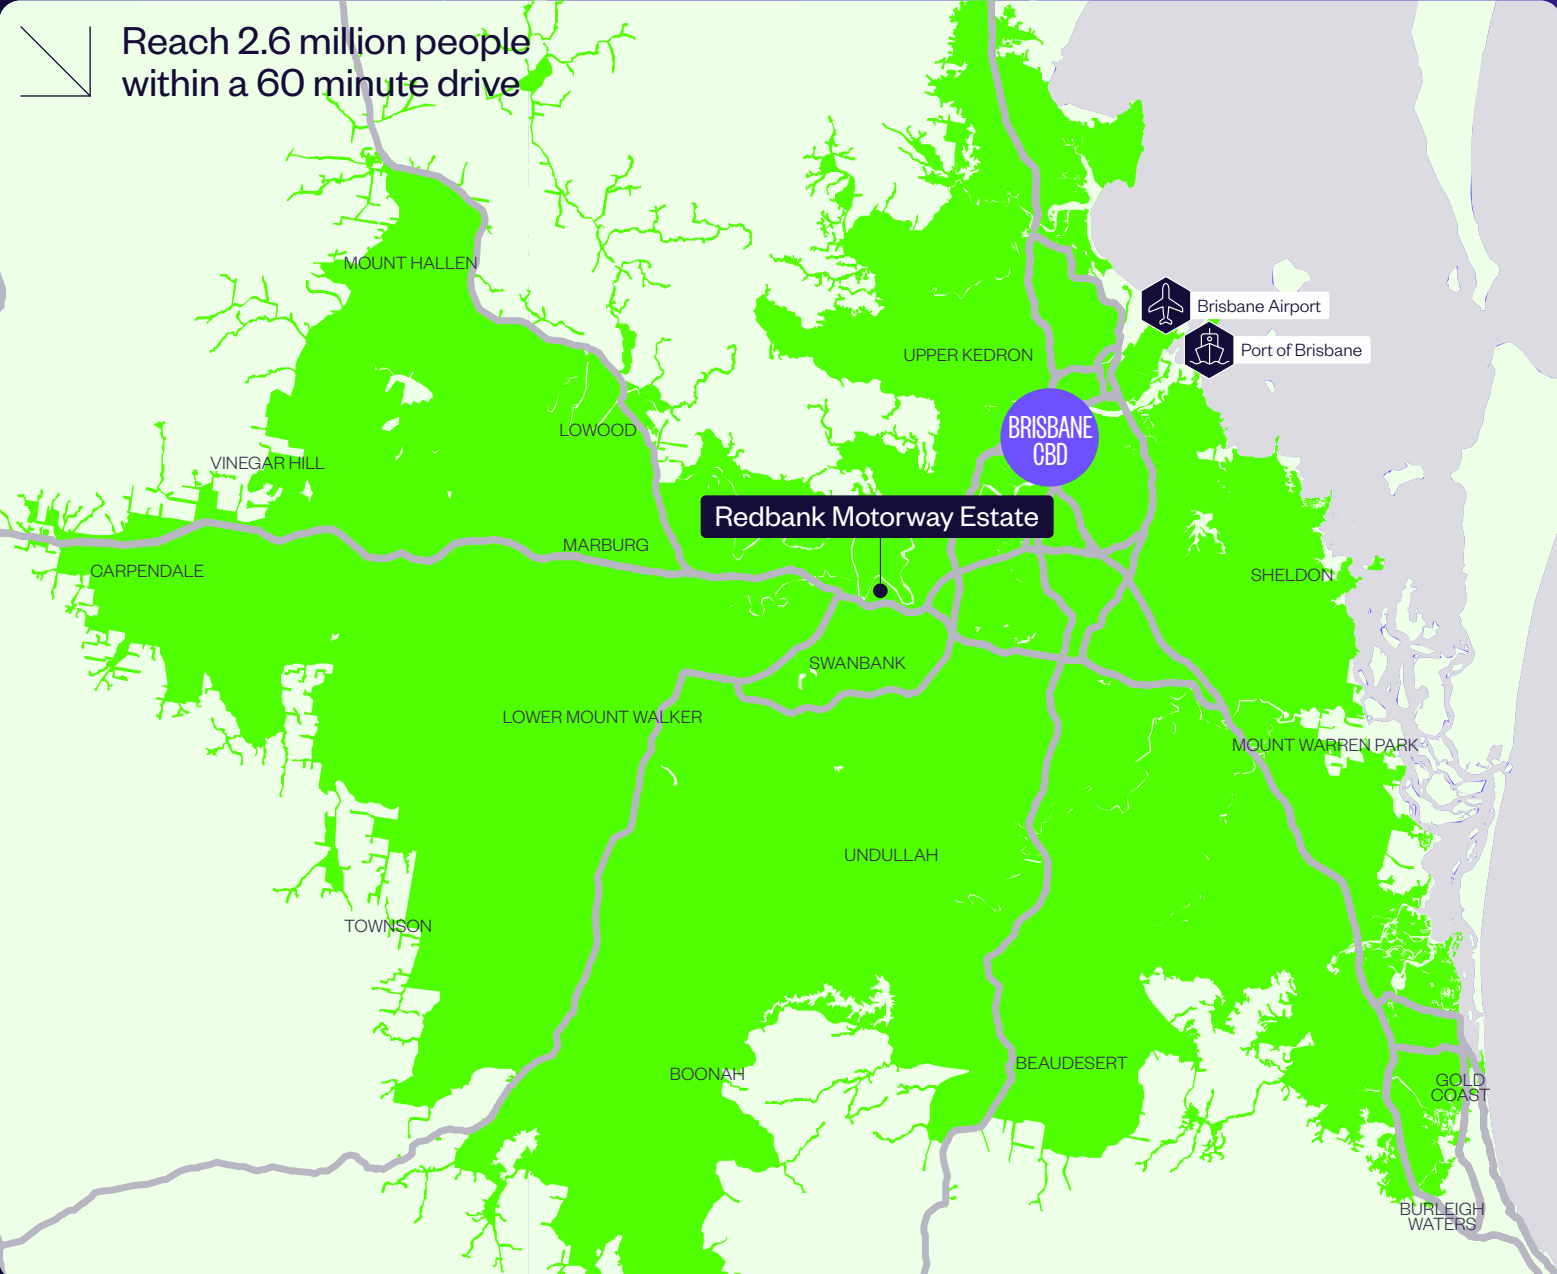 Reach 2.6 million people
within a 60 minute drive
MOUNT HALLEN
Brisbane Airport
Port of Brisbane
UPPER KEDRON
BRISBANE
CBD
LOWOOD
VINEGAR HILL
Redbank Motorway Estate
MARBURG
CARPENDALE
SHELDON
SWANBANK
LOWER MOUNT WALKER
MOUNT WARREN PARK
UNDULLAH
TOWNSON
BEAUDESERT
BOONAH
GOLD
COAST
BURLEIGH
WATERS